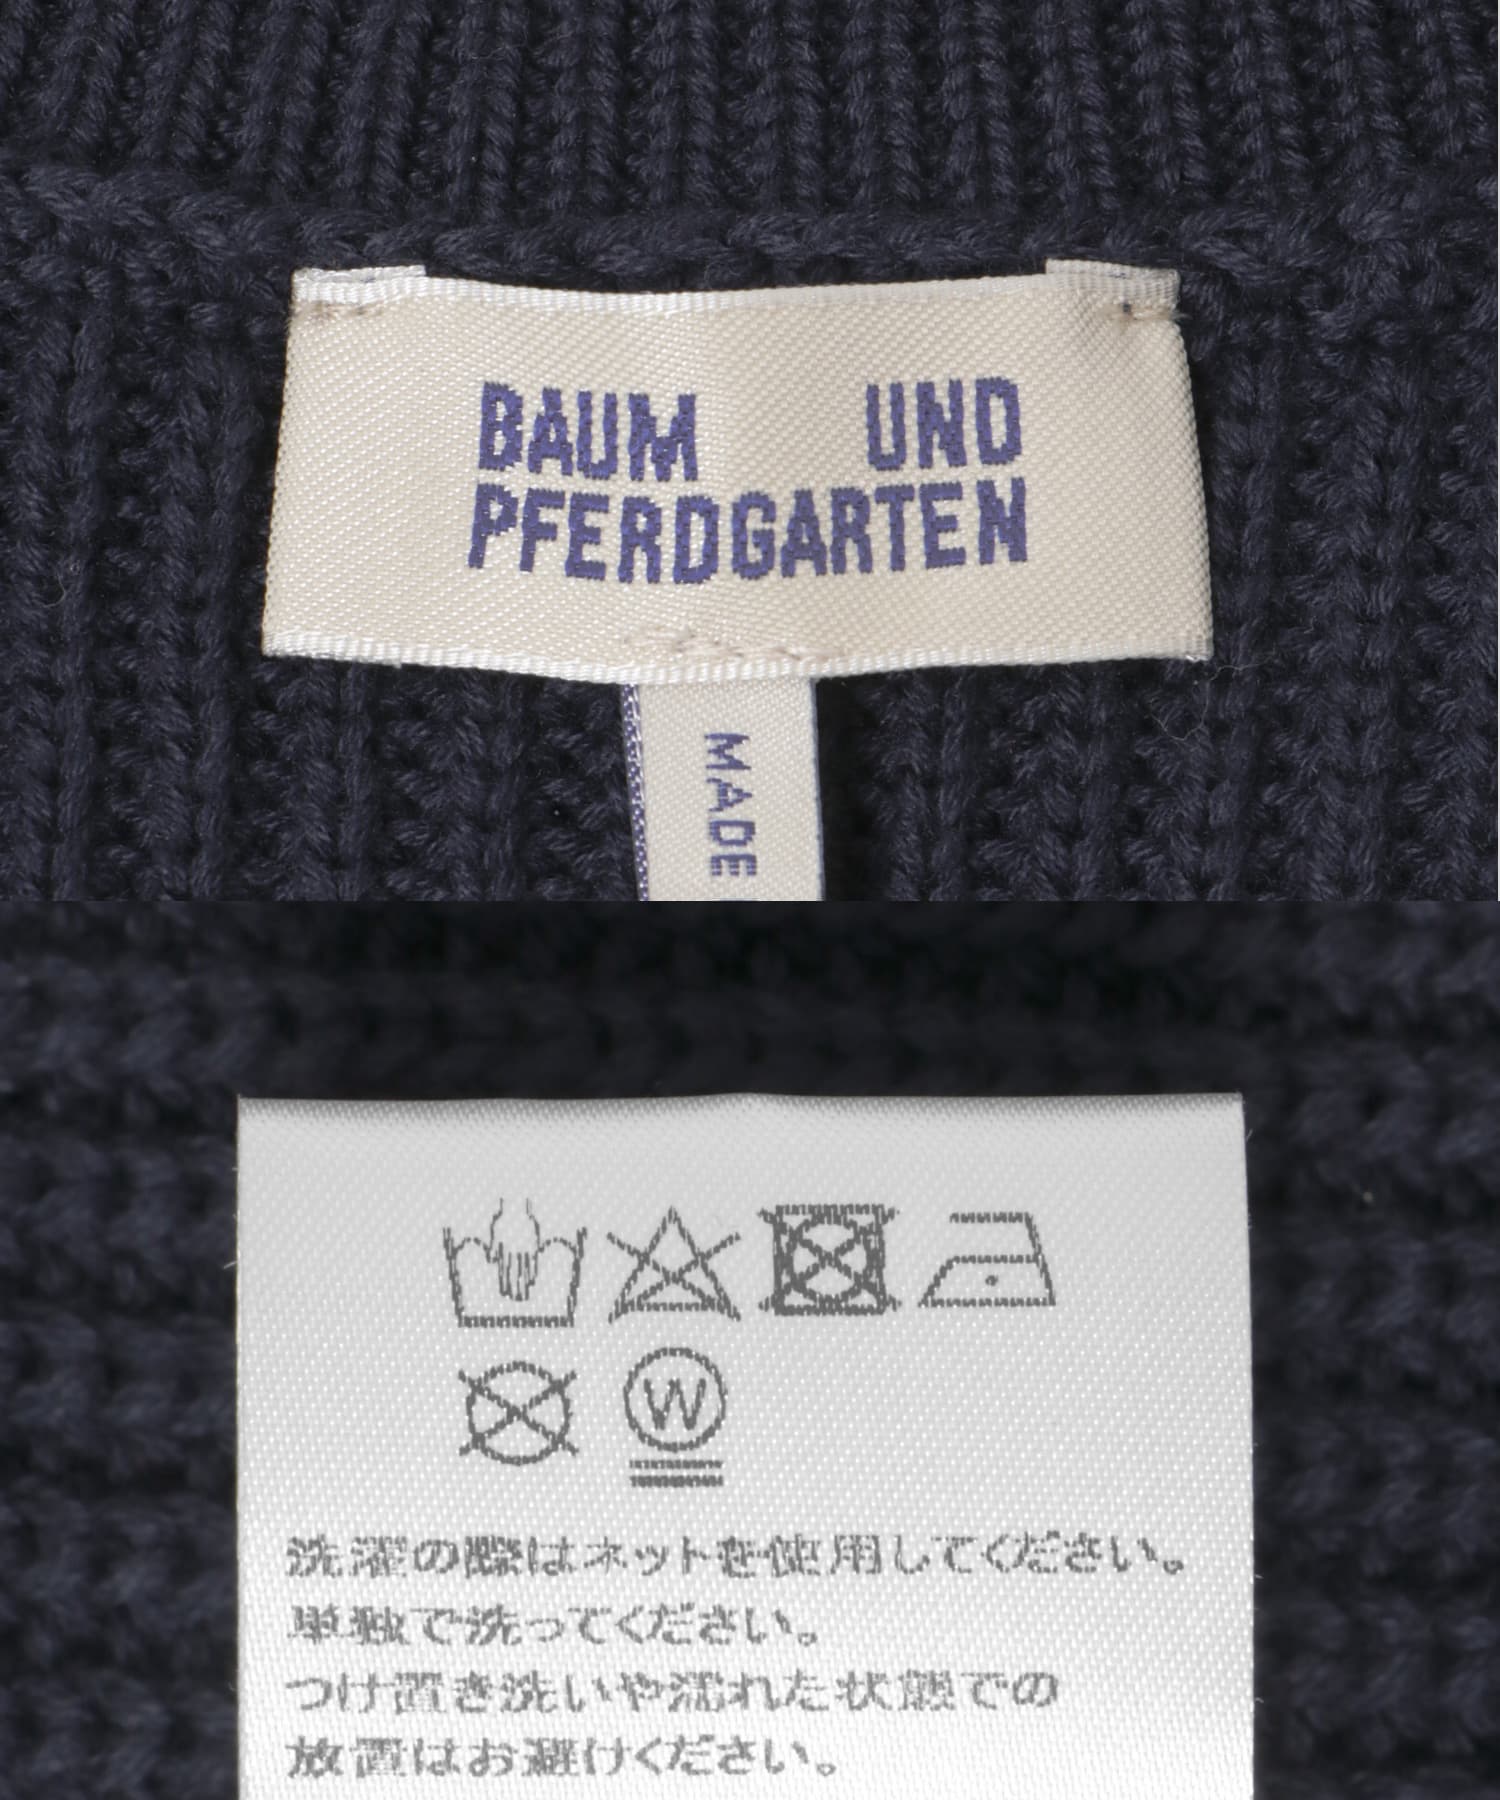 BAUM UND
PFERDGARTEN
MADE
W
洗濯の際はネットを使用してください。
単独で洗ってください。
つけ置き洗いや濡れた状態での
放置はお避けください。